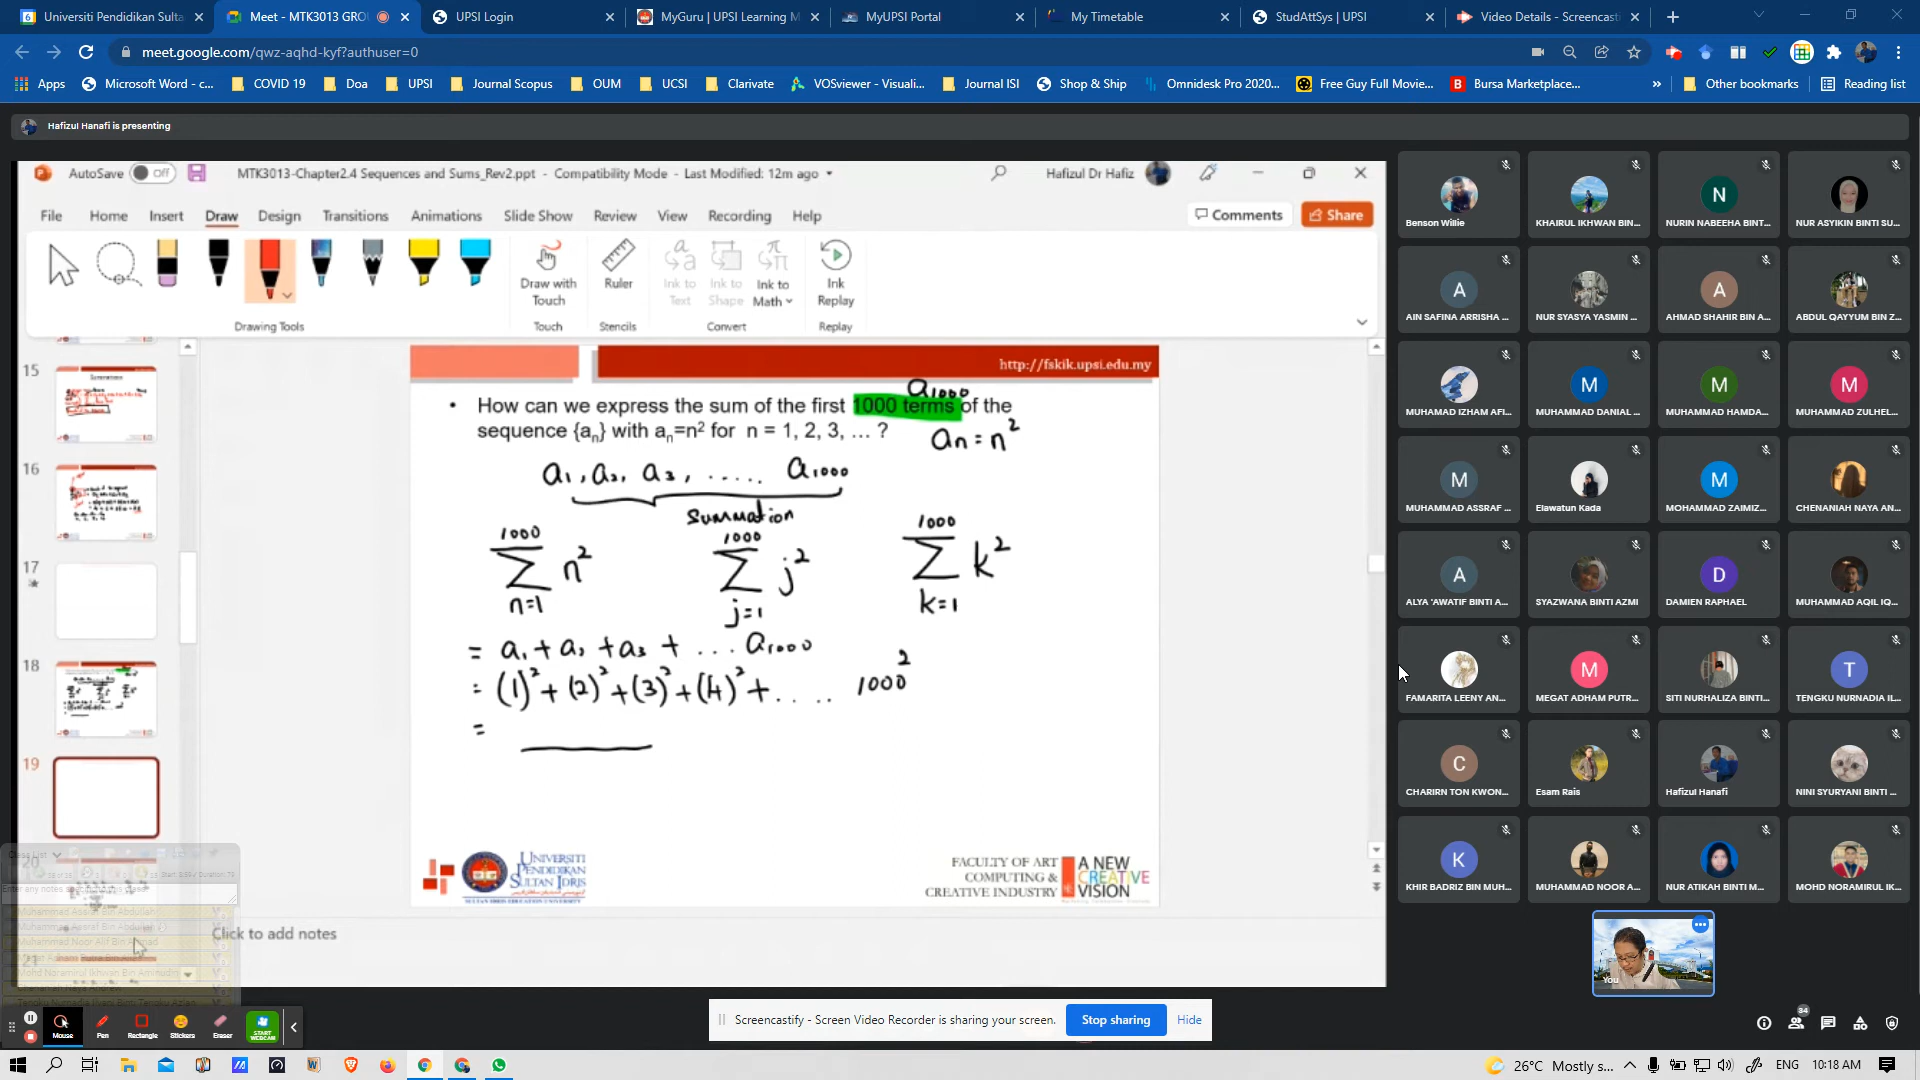 Universiti Pendidikan Sulta
Meet - MTK3013 GRO
UPSI Login
MyGuru | UPSI Learning M
MyUPSI Portal
My Timetable
StudAttSys | UPSI
Video Details - Screencasti
meet.google.com/qwz-aqhd-kyf?authuser=0
Apps
Microsoft Word - c...
COVID 19
Doa
UPSI
Journal Scopus
OUM
UCSI
Clarivate
VOSviewer - Visuali...
Journal ISI
Shop & Ship
Omnidesk Pro 2020...
Free Guy Full Movie...
Bursa Marketplace...
»
Other bookmarks
Reading list
Hafizul Hanafi is presenting
AutoSave Off
MTK3013-Chapter2.4 Sequences and Sums_Rev2.ppt - Compatibility Mode - Last Modified: 12m ago
Hafizul Dr Hafiz
File Home Insert Draw Design Transitions Animations Slide Show Review View Recording Help
Comments
Share
Draw with Touch
Ruler
Ink to Text
Ink to Shape
Ink to Math
Ink Replay
Drawing Tools
Touch
Stencils
Convert
Replay
15
16
17
18
19
20
21
http://fskik.upsi.edu.my
a1000
• How can we express the sum of the first 1000 terms of the
sequence {an} with an=n2 for n = 1, 2, 3, … ?
an = n²
a1, a2, a3, ..... a1000
Summation
1000 ∑ n=1 n²
1000 ∑ j=1 j²
1000 ∑ k=1 k²
= a1 + a2 + a3 + ... a1000
= (1)² + (2)² + (3)² + (4)² + ..... 1000²
=
UNIVERSITI
PENDIDIKAN
SULTAN IDRIS
SULTAN IDRIS EDUCATION UNIVERSITY
FACULTY OF ART
COMPUTING &
CREATIVE INDUSTRY
A NEW
CREATIVE
VISION
Click to add notes
Benson Willie
KHAIRUL IKHWAN BIN...
NURIN NABEEHA BINT...
NUR ASYIKIN BINTI SU...
AIN SAFINA ARRISHA ...
NUR SYASYA YASMIN ...
AHMAD SHAHIR BIN A...
ABDUL QAYYUM BIN Z...
MUHAMAD IZHAM AFI...
MUHAMMAD DANIAL ...
MUHAMMAD HAMDA...
MUHAMMAD ZULHEL...
MUHAMMAD ASSRAF ...
Elawatun Kada
MOHAMMAD ZAIMIZ...
CHENANIAH NAYA AN...
ALYA 'AWATIF BINTI A...
SYAZWANA BINTI AZMI
DAMIEN RAPHAEL
MUHAMMAD AQIL IQ...
FAMARITA LEENY AN...
MEGAT ADHAM PUTR...
SITI NURHALIZA BINTI...
TENGKU NURNADIA IL...
CHARIRN TON KWON...
Esam Rais
Hafizul Hanafi
NINI SYURYANI BINTI ...
KHIR BADRIZ BIN MUH...
MUHAMMAD NOOR A...
NUR ATIKAH BINTI M...
MOHD NORAMIRUL IK...
You
34
Mouse
Pen
Rectangle
Stickers
Eraser
START WEBCAM
Screencastify - Screen Video Recorder is sharing your screen.
Stop sharing
Hide
26°C Mostly s...
ENG
10:18 AM